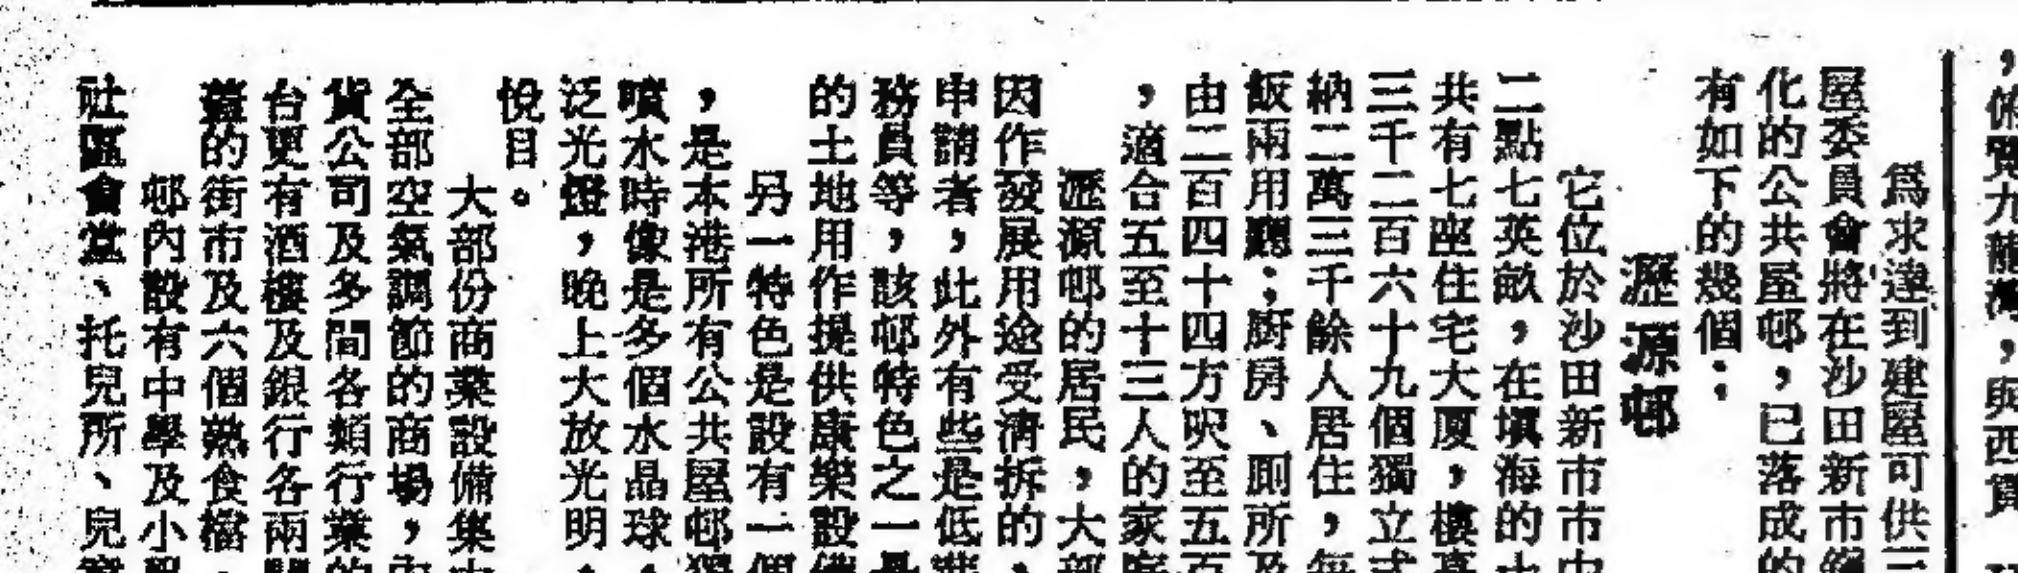 ，俯覽九龍灣，與西貢
爲求達到建屋可供三
屋委員會將在沙田新市鎮
化的公共屋邨，已落成的
有如下的幾個：
瀝源邨
它位於沙田新市市中
二點七英畝，在填海的土
共有七座住宅大厦，樓高
三千二百六十九個獨立式
納二萬三千餘人居住，每
飯兩用廳；廚房、厠所及
由二百四十四方呎至五百
，適合五至十三人的家庭
瀝源邨的居民，大部
因作發展用途受清拆的，
申請者，此外有些是低
務員等，該邨特色之一是
的土地用作提供康樂設備
另一特色是設有一個
，是本港所有公共屋邨獨
噴水時像是多個水晶球，
泛光燈，晚上大放光明，
悅目。
大部份商業設備集中
全部空氣調節的商場，內
貨公司及多間各類行業的
台更有酒樓及銀行各兩間
蓋的街市及六個熟食檔，
邨內設有中學及小學
社區會堂、托兒所、兒童